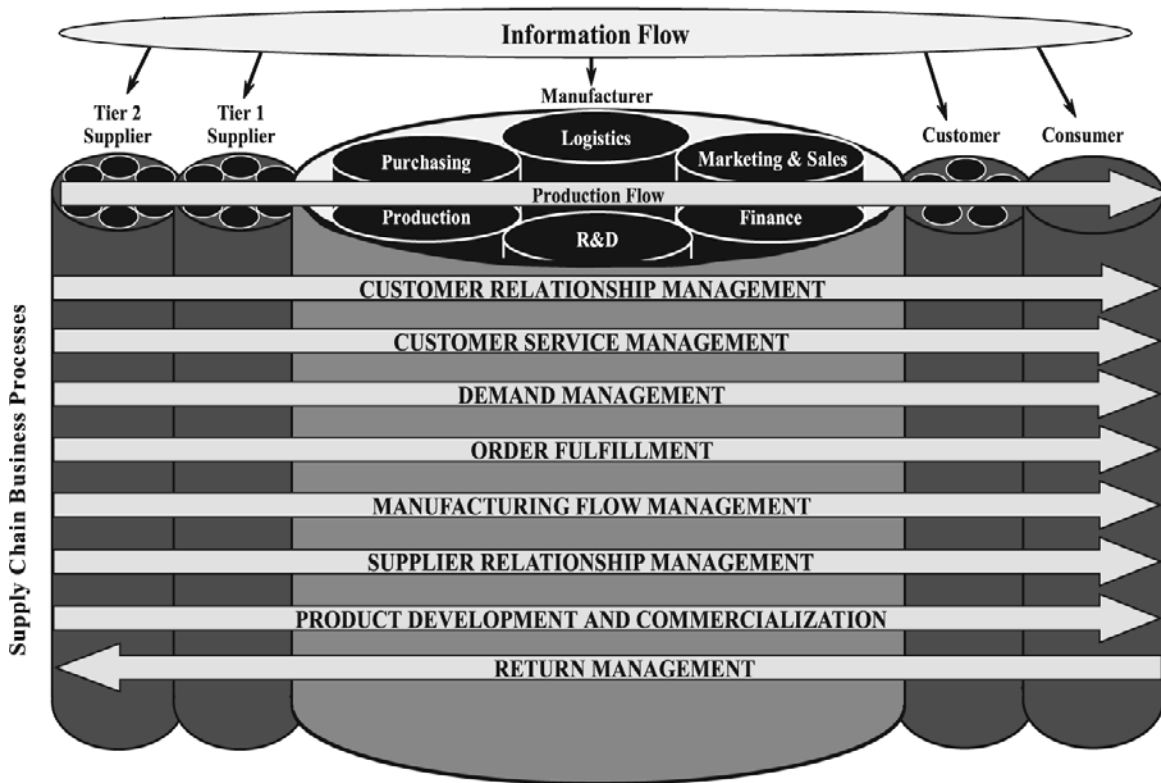 Information Flow
Tier 2
Supplier
Tier 1
Supplier
Manufacturer
Customer
Consumer
Logistics
Purchasing
Marketing & Sales
Production Flow
Production
Finance
R&D
Supply Chain Business Processes
CUSTOMER RELATIONSHIP MANAGEMENT
CUSTOMER SERVICE MANAGEMENT
DEMAND MANAGEMENT
ORDER FULFILLMENT
MANUFACTURING FLOW MANAGEMENT
SUPPLIER RELATIONSHIP MANAGEMENT
PRODUCT DEVELOPMENT AND COMMERCIALIZATION
RETURN MANAGEMENT